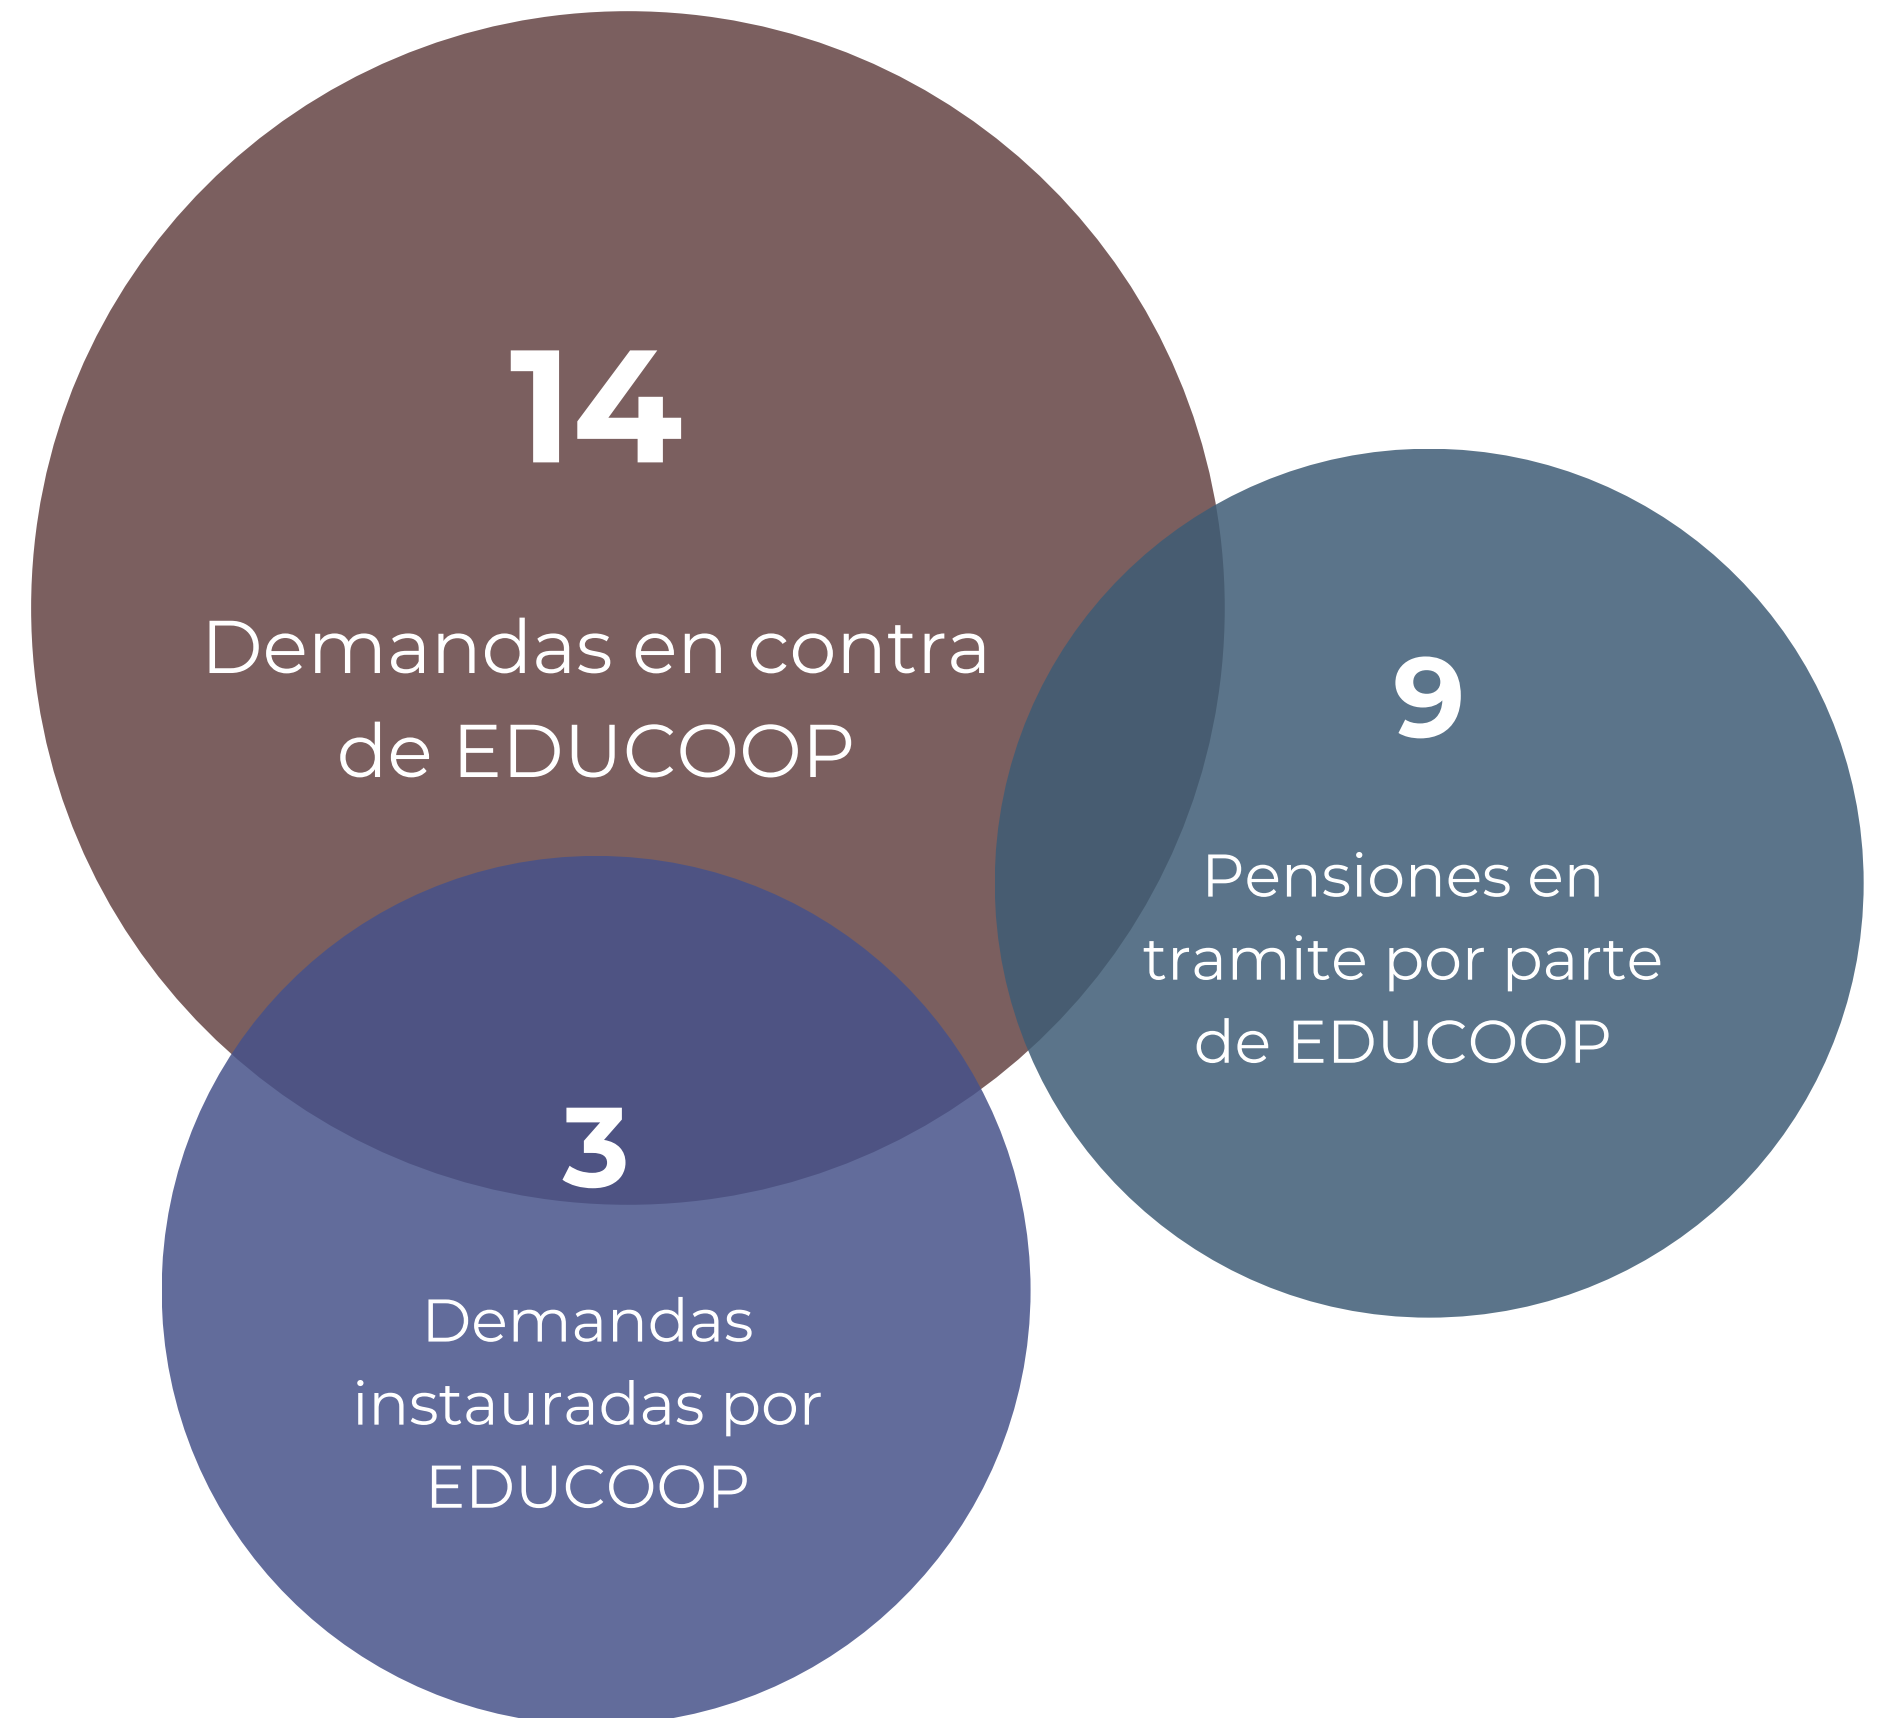 14
Demandas en contra
de EDUCOOP
9
Pensiones en
tramite por parte
de EDUCOOP
3
Demandas
instauradas por
EDUCOOP